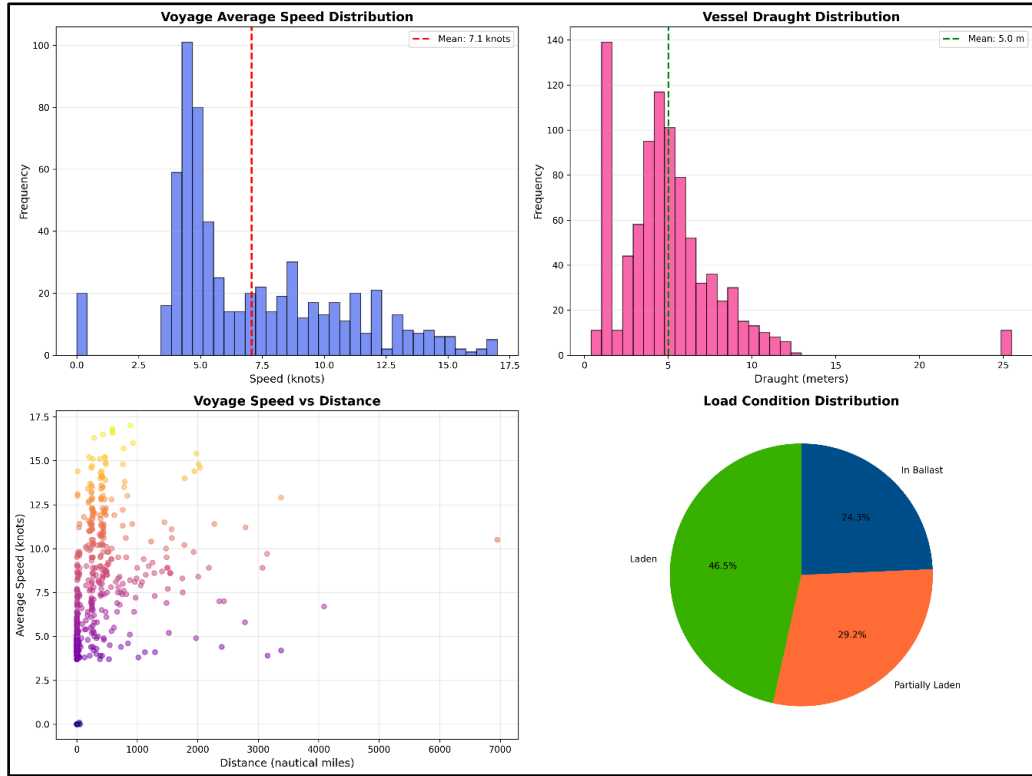 Voyage Average Speed Distribution
Mean: 7.1 knots
100
80
60
40
20
0
Frequency
0.0 2.5 5.0 7.5 10.0 12.5 15.0 17.5
Speed (knots)
Vessel Draught Distribution
Mean: 5.0 m
140
120
100
80
60
40
20
0
Frequency
0 5 10 15 20 25
Draught (meters)
Voyage Speed vs Distance
17.5
15.0
12.5
10.0
7.5
5.0
2.5
0.0
Average Speed (knots)
0 1000 2000 3000 4000 5000 6000 7000
Distance (nautical miles)
Load Condition Distribution
In Ballast
24.3%
Laden
46.5%
29.2%
Partially Laden